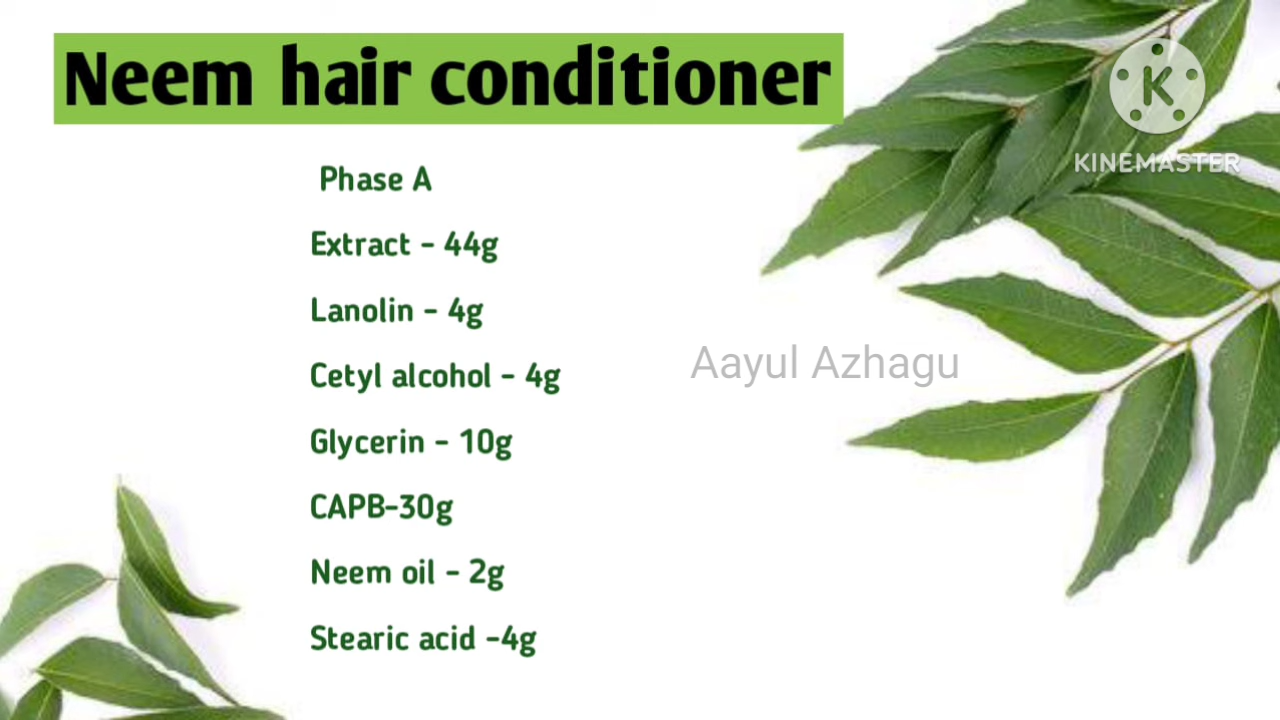 Neem hair conditioner
K
KINEMASTER
Phase A
Extract - 44g
Lanolin - 4g
Cetyl alcohol - 4g
Aayul Azhagu
Glycerin - 10g
CAPB-30g
Neem oil - 2g
Stearic acid -4g